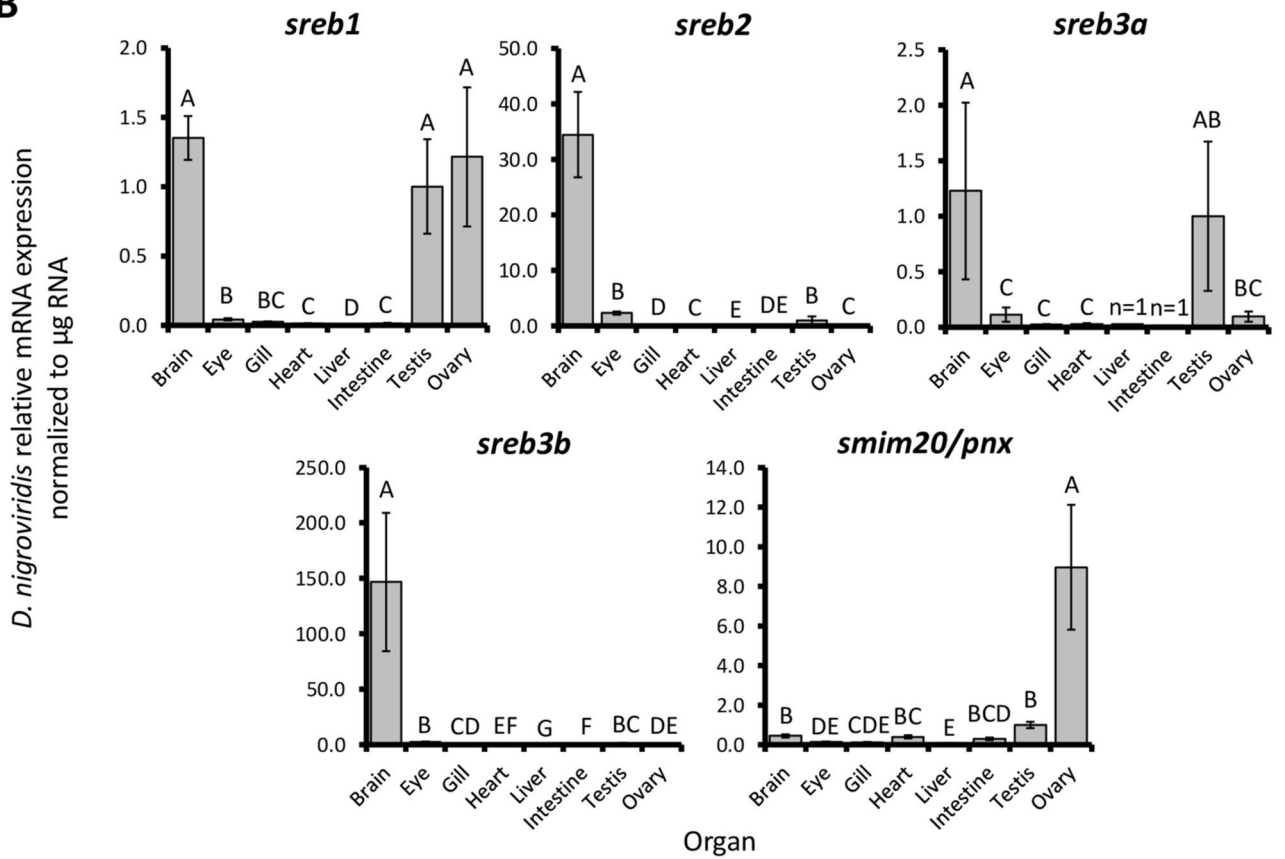 B
D. nigroviridis relative mRNA expression
normalized to µg RNA
sreb1
2.0
1.5
1.0
0.5
0.0
A
B
BC
C
D
C
A
A
Brain
Eye
Gill
Heart
Liver
Intestine
Testis
Ovary
sreb2
50.0
40.0
30.0
20.0
10.0
0.0
A
B
D
C
E
DE
B
C
Brain
Eye
Gill
Heart
Liver
Intestine
Testis
Ovary
sreb3a
2.5
2.0
1.5
1.0
0.5
0.0
A
C
C
C
n=1
n=1
AB
BC
Brain
Eye
Gill
Heart
Liver
Intestine
Testis
Ovary
sreb3b
250.0
200.0
150.0
100.0
50.0
0.0
A
B
CD
EF
G
F
BC
DE
Brain
Eye
Gill
Heart
Liver
Intestine
Testis
Ovary
smim20/pnx
14.0
12.0
10.0
8.0
6.0
4.0
2.0
0.0
B
DE
CDE
BC
E
BCD
B
A
Brain
Eye
Gill
Heart
Liver
Intestine
Testis
Ovary
Organ